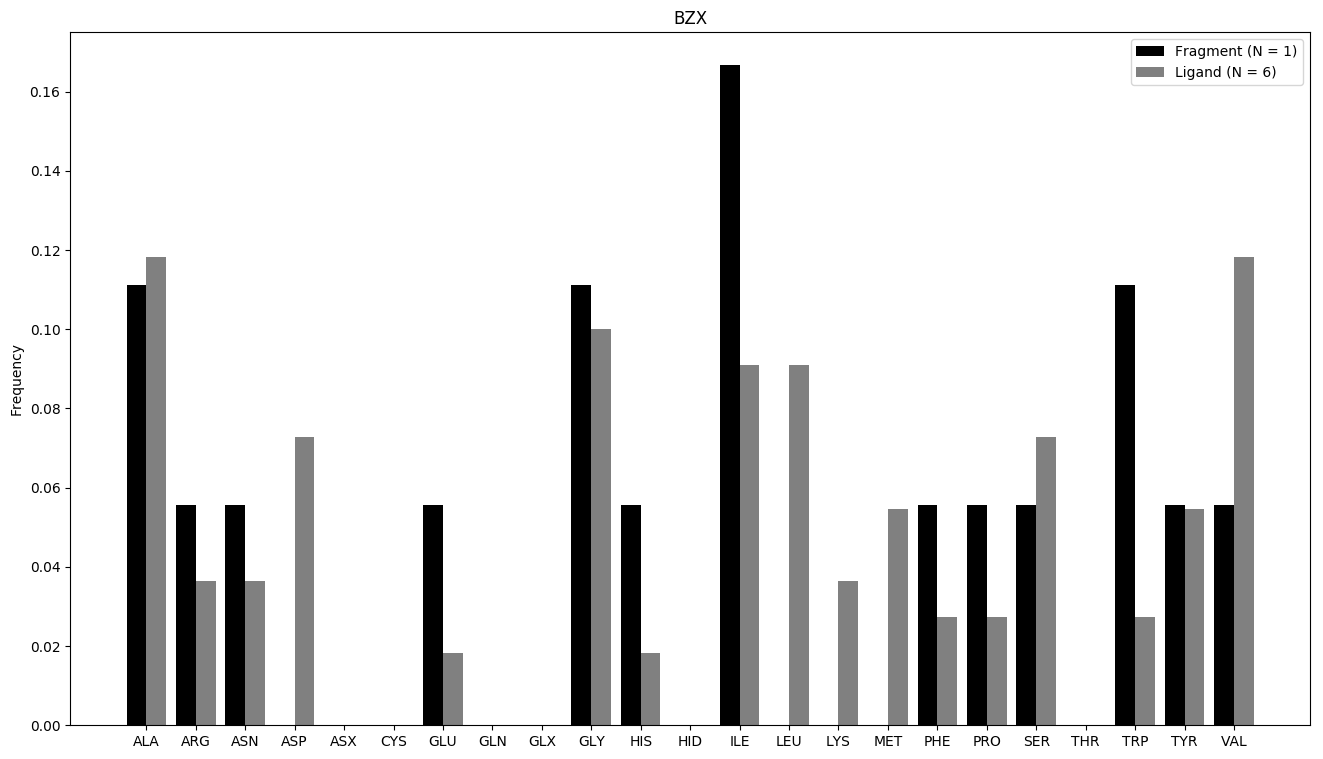 BZX
Fragment (N = 1)
Ligand (N = 6)
Frequency
0.16
0.14
0.12
0.10
0.08
0.06
0.04
0.02
0.00
ALA ARG ASN ASP ASX CYS GLU GLN GLX GLY HIS HID ILE LEU LYS MET PHE PRO SER THR TRP TYR VAL